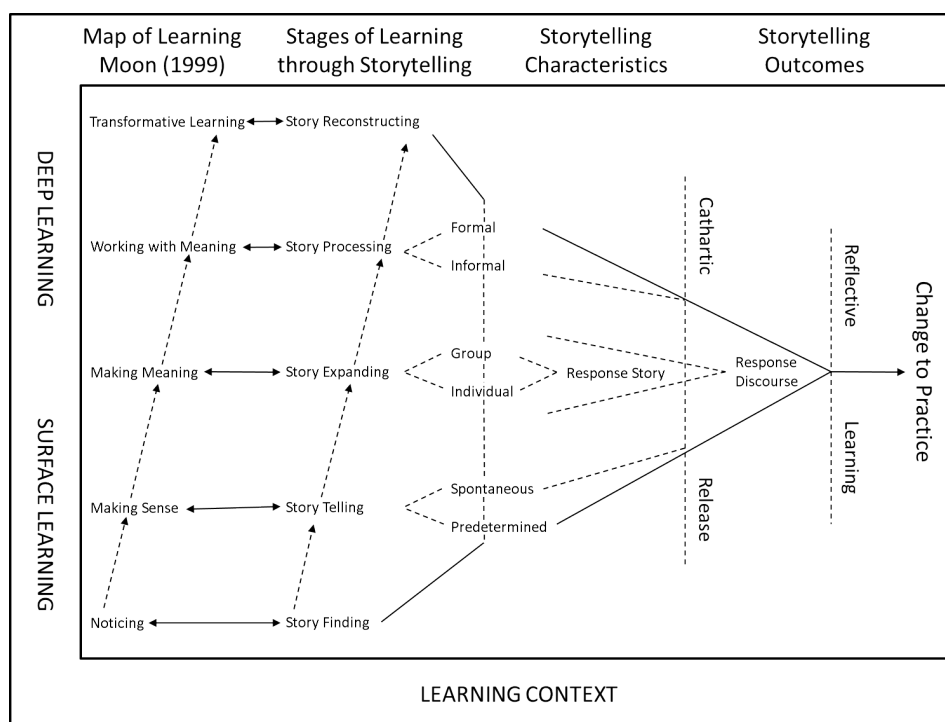 Map of Learning
Moon (1999)
Stages of Learning
through Storytelling
Storytelling
Characteristics
Storytelling
Outcomes
DEEP LEARNING
SURFACE LEARNING
Transformative Learning
Story Reconstructing
Working with Meaning
Story Processing
Formal
Informal
Making Meaning
Story Expanding
Group
Individual
Response Story
Response
Discourse
Making Sense
Story Telling
Spontaneous
Predetermined
Noticing
Story Finding
Cathartic
Release
Reflective
Learning
Change to Practice
LEARNING CONTEXT